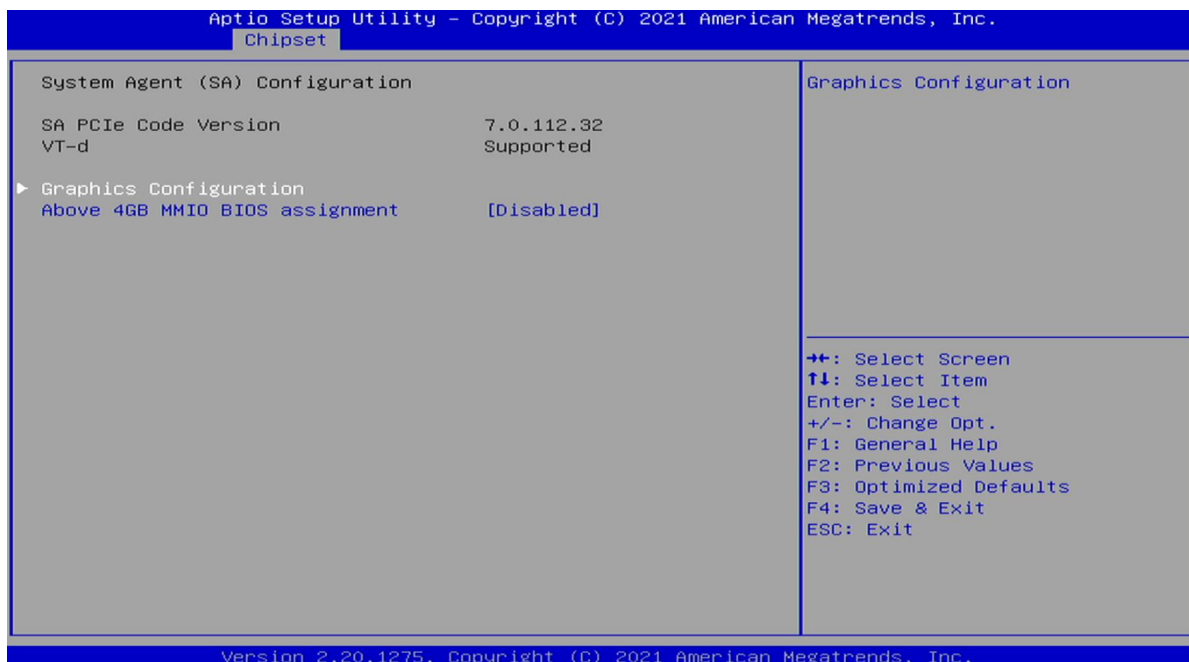 Aptio Setup Utility – Copyright (C) 2021 American Megatrends, Inc.
Chipset
System Agent (SA) Configuration
SA PCIe Code Version 7.0.112.32
VT-d Supported
▶ Graphics Configuration
Above 4GB MMIO BIOS assignment [Disabled]
Graphics Configuration
→←: Select Screen
↑↓: Select Item
Enter: Select
+/-: Change Opt.
F1: General Help
F2: Previous Values
F3: Optimized Defaults
F4: Save & Exit
ESC: Exit
Version 2.20.1275. Copyright (C) 2021 American Megatrends, Inc.